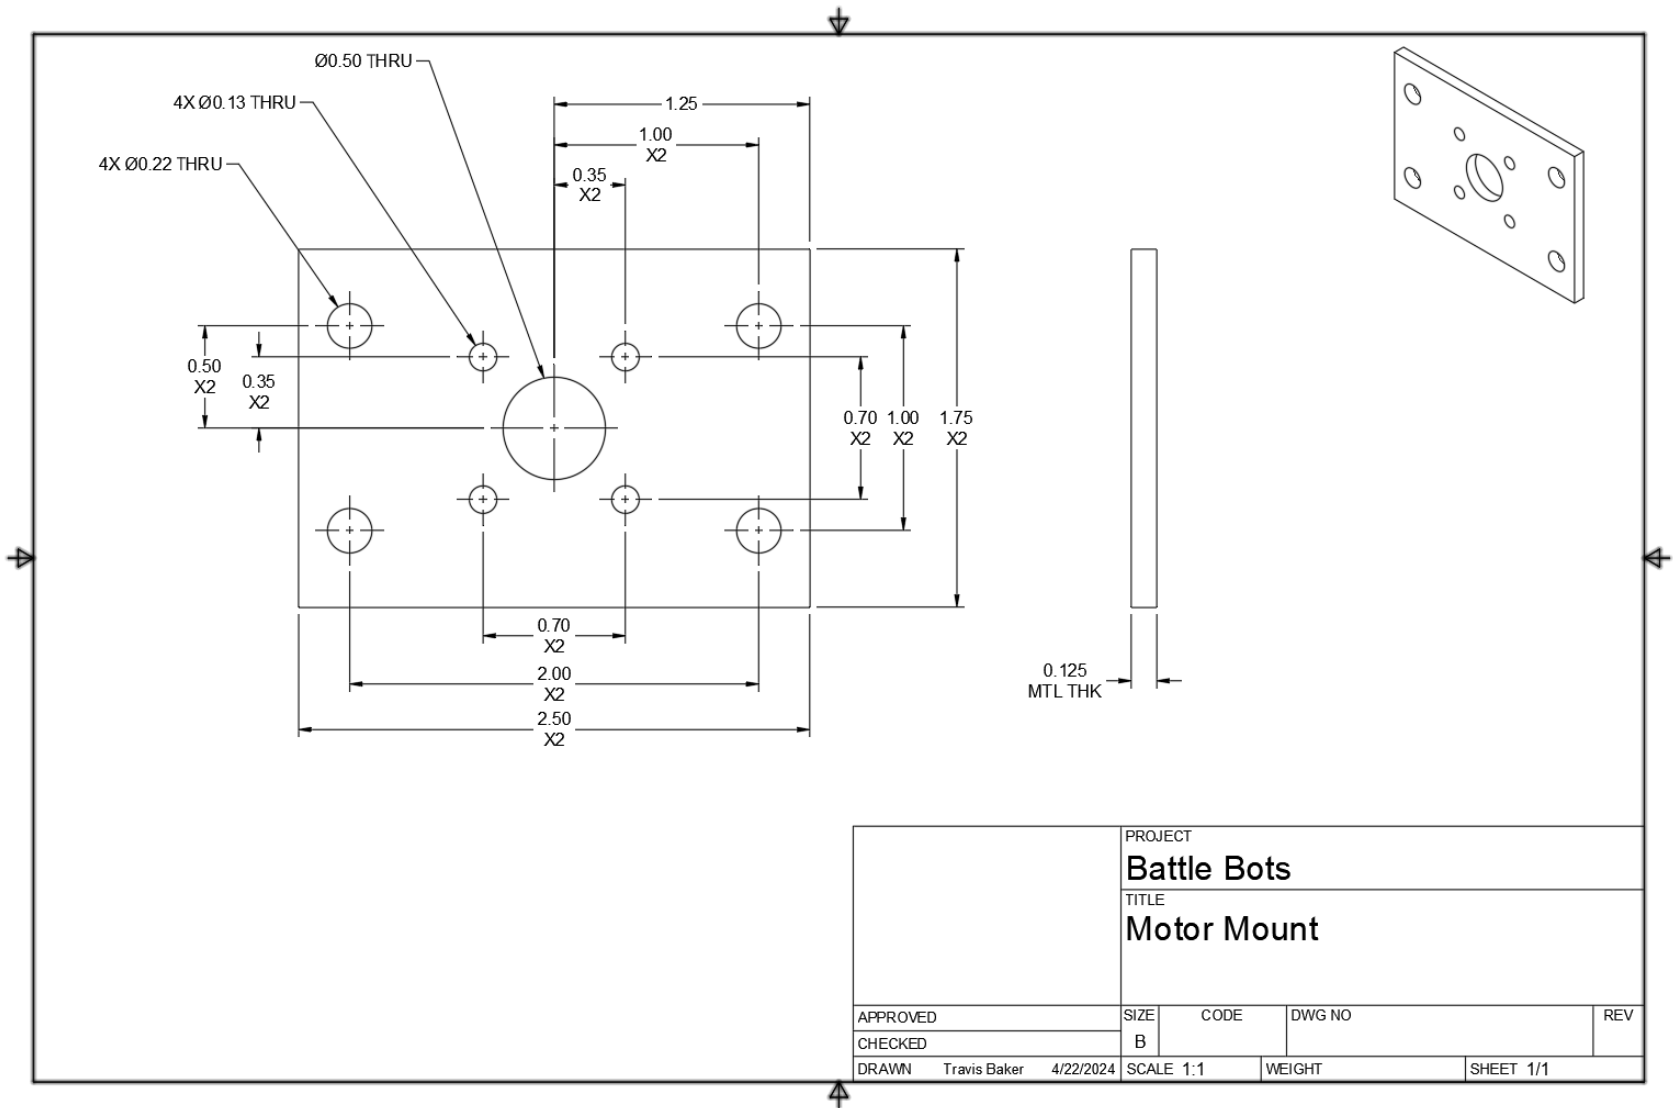 Ø0.50 THRU
4X Ø0.13 THRU
4X Ø0.22 THRU
1.25
1.00
X2
0.35
X2
0.50
X2
0.35
X2
0.70
X2
1.00
X2
1.75
X2
0.70
X2
2.00
X2
2.50
X2
0.125
MTL THK
PROJECT
Battle Bots
TITLE
Motor Mount
APPROVED
CHECKED
DRAWN Travis Baker 4/22/2024
SIZE CODE DWG NO REV
B
SCALE 1:1 WEIGHT SHEET 1/1